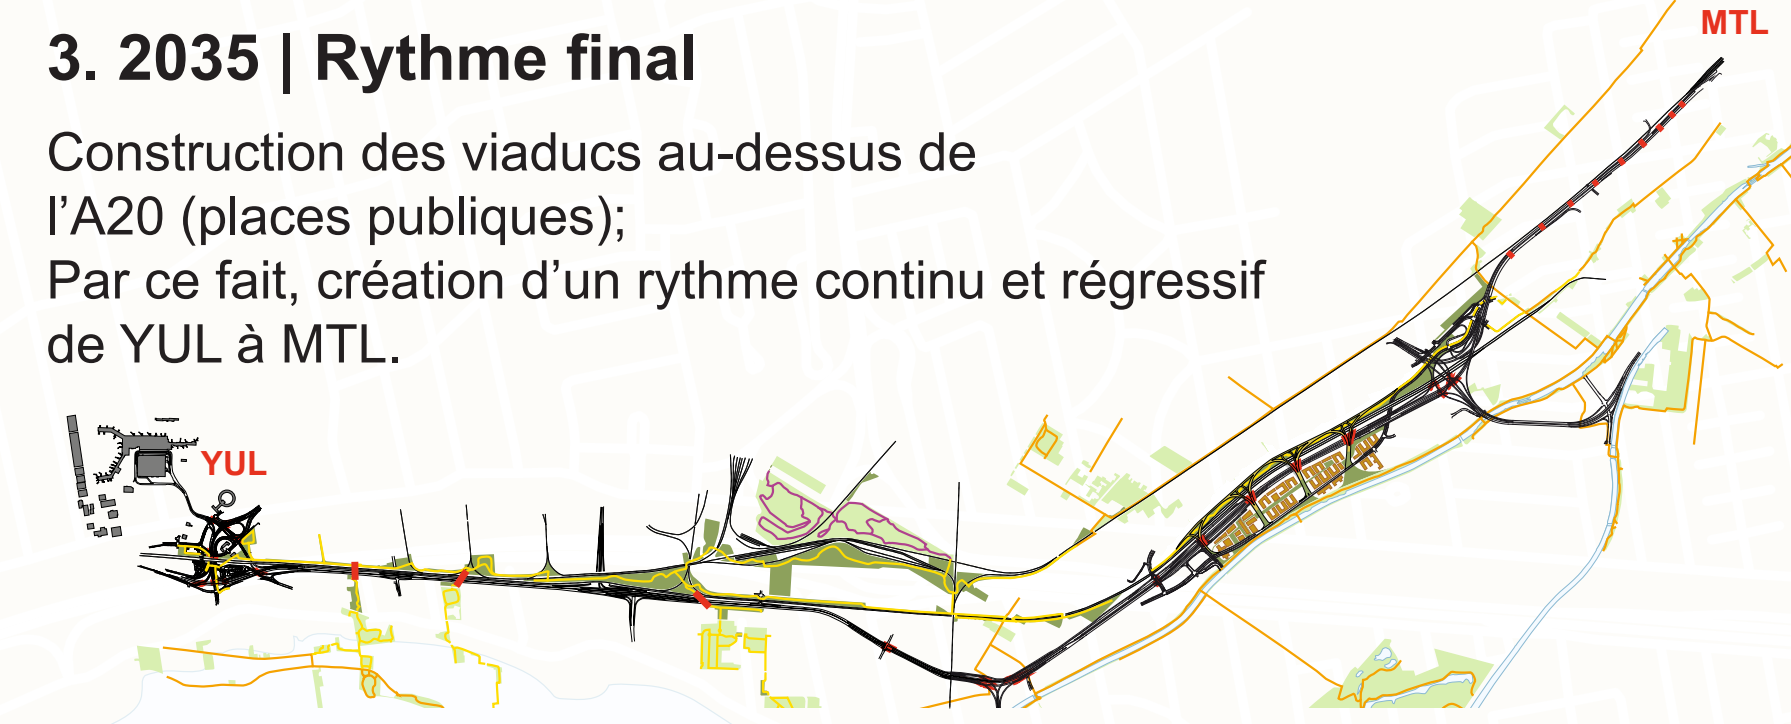 3. 2035 | Rythme final
MTL
Construction des viaducs au-dessus de
l'A20 (places publiques);
Par ce fait, création d'un rythme continu et régressif
de YUL à MTL.
YUL